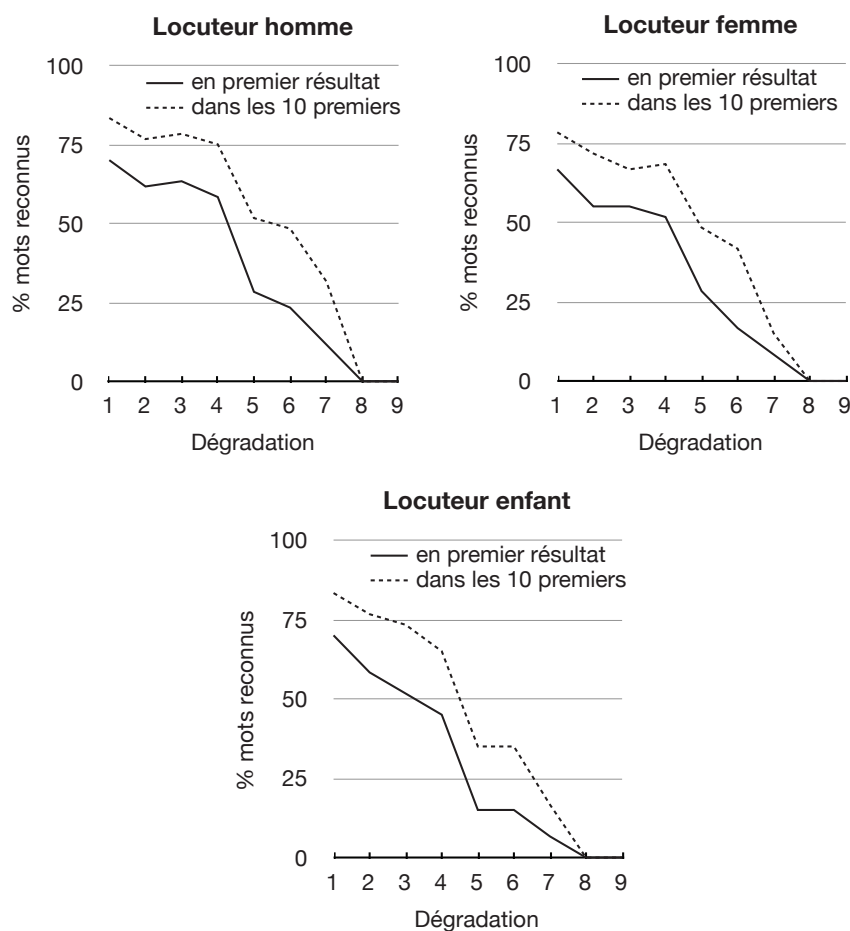 Locuteur homme
100
75
50
25
0
% mots reconnus
en premier résultat
dans les 10 premiers
1 2 3 4 5 6 7 8 9
Dégradation
Locuteur femme
100
75
50
25
0
% mots reconnus
en premier résultat
dans les 10 premiers
1 2 3 4 5 6 7 8 9
Dégradation
Locuteur enfant
100
75
50
25
0
% mots reconnus
en premier résultat
dans les 10 premiers
1 2 3 4 5 6 7 8 9
Dégradation